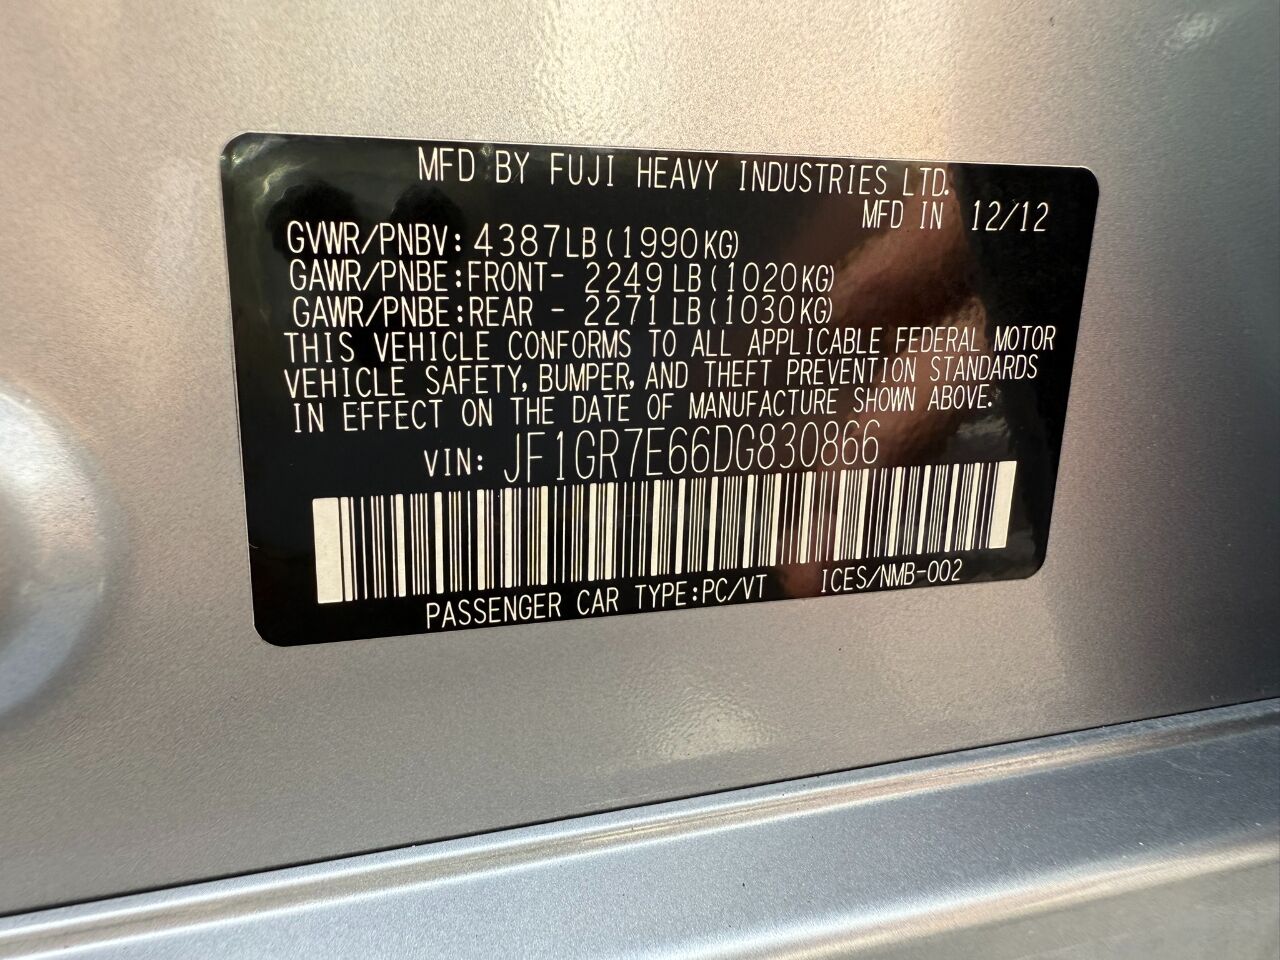 MFD BY FUJI HEAVY INDUSTRIES LTD.
MFD IN 12/12
GVWR/PNBV: 4387LB(1990KG)
GAWR/PNBE:FRONT- 2249LB(1020KG)
GAWR/PNBE:REAR - 2271LB(1030KG)
THIS VEHICLE CONFORMS TO ALL APPLICABLE FEDERAL MOTOR
VEHICLE SAFETY, BUMPER, AND THEFT PREVENTION STANDARDS
IN EFFECT ON THE DATE OF MANUFACTURE SHOWN ABOVE.
VIN: JF1GR7E66DG830866
PASSENGER CAR TYPE:PC/VT ICES/NMB-002